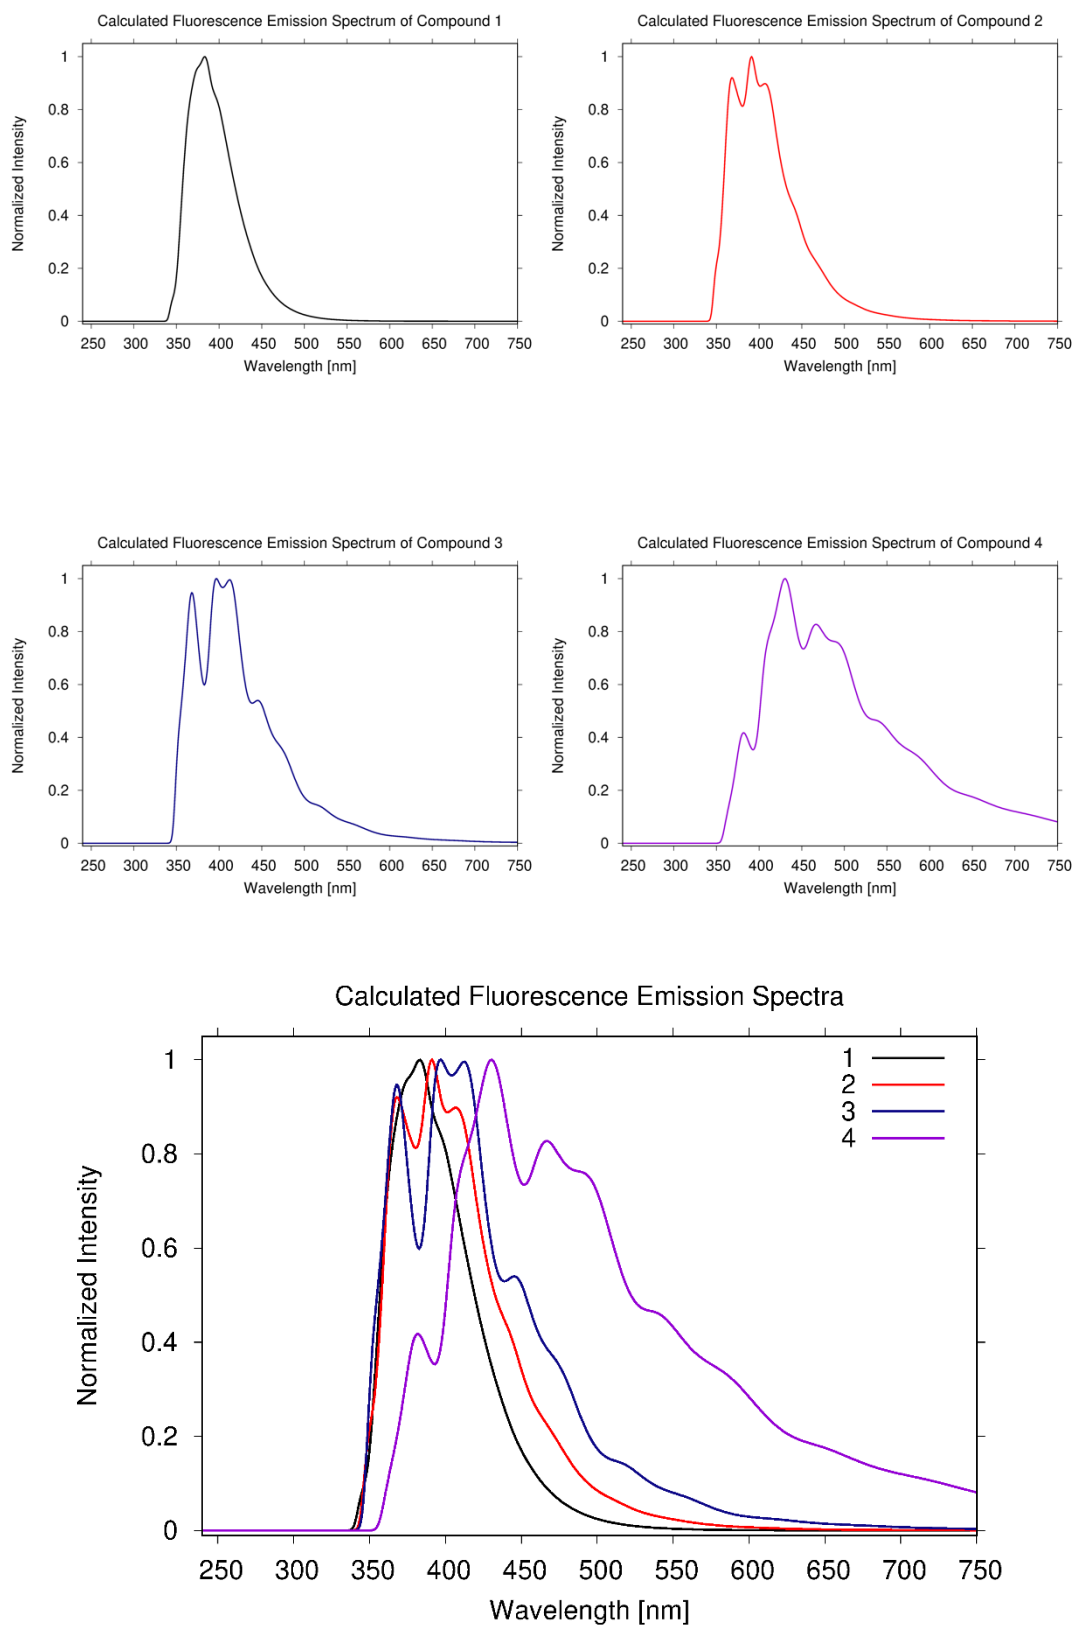 Calculated Fluorescence Emission Spectrum of Compound 1
1
0.8
0.6
0.4
0.2
0
Normalized Intensity
250 300 350 400 450 500 550 600 650 700 750
Wavelength [nm]
Calculated Fluorescence Emission Spectrum of Compound 2
1
0.8
0.6
0.4
0.2
0
Normalized Intensity
250 300 350 400 450 500 550 600 650 700 750
Wavelength [nm]
Calculated Fluorescence Emission Spectrum of Compound 3
1
0.8
0.6
0.4
0.2
0
Normalized Intensity
250 300 350 400 450 500 550 600 650 700 750
Wavelength [nm]
Calculated Fluorescence Emission Spectrum of Compound 4
1
0.8
0.6
0.4
0.2
0
Normalized Intensity
250 300 350 400 450 500 550 600 650 700 750
Wavelength [nm]
Calculated Fluorescence Emission Spectra
1
0.8
0.6
0.4
0.2
0
Normalized Intensity
1
2
3
4
250 300 350 400 450 500 550 600 650 700 750
Wavelength [nm]